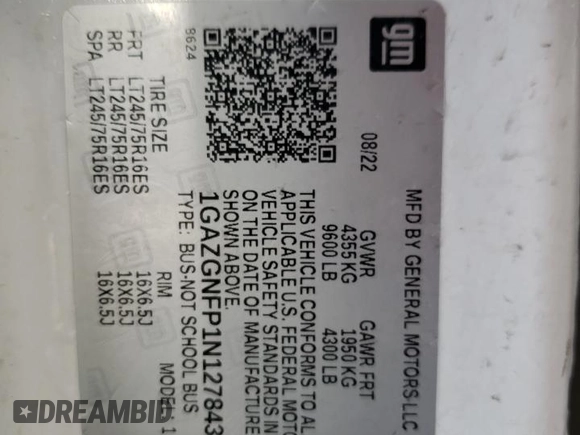 gm
MFD BY GENERAL MOTORS LLC
08/22 GVWR GAWR FRT
4355 KG 1950 KG
9600 LB 4300 LB
THIS VEHICLE CONFORMS TO AL
APPLICABLE U.S. FEDERAL MOTO
VEHICLE SAFETY STANDARDS IN
ON THE DATE OF MANUFACTURE
SHOWN ABOVE.
1GAZGNFP1N127843
TYPE: BUS-NOT SCHOOL BUS MODEL: 1
9624
TIRE SIZE RIM
FRT LT245/75R16ES 16X6.5J
RR LT245/75R16ES 16X6.5J
SPA LT245/75R16ES 16X6.5J
DREAMBID